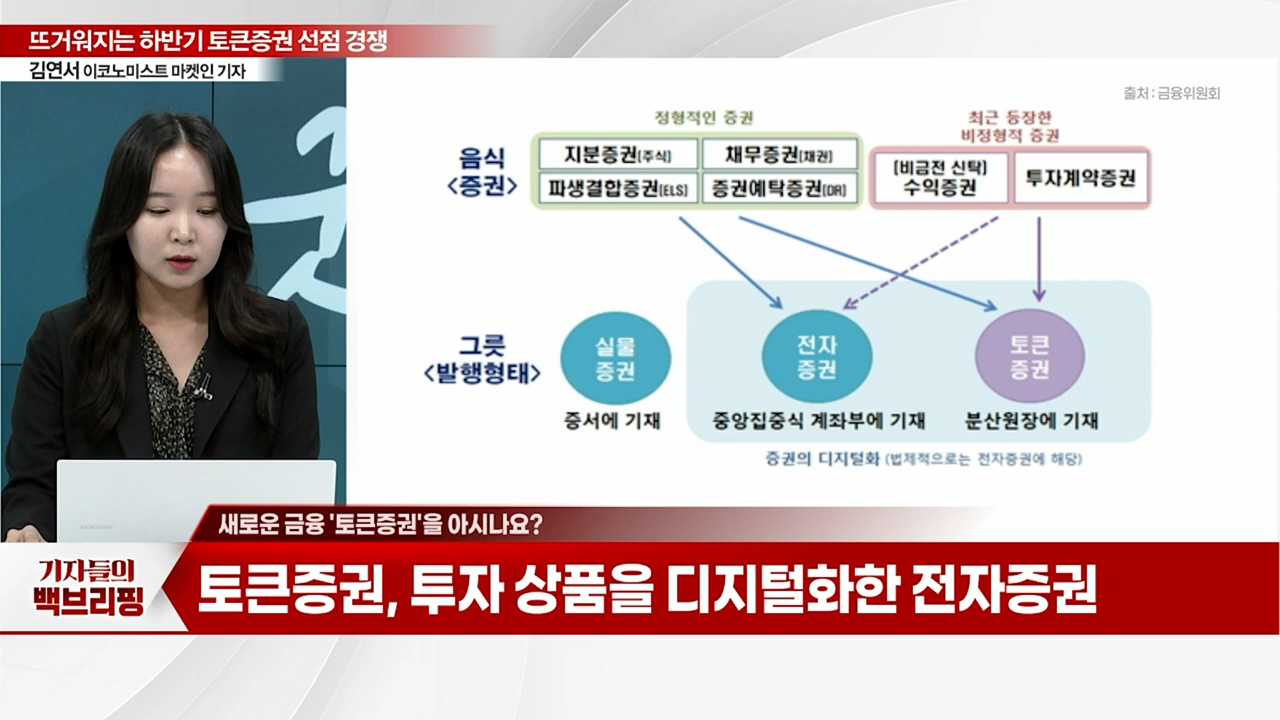 뜨거워지는 하반기 토큰증권 선점 경쟁
김연서 이코노미스트 마켓인 기자
출처 : 금융위원회
정형적인 증권
최근 등장한
비정형적 증권
음식
<증권>
지분증권[주식]
채무증권[채권]
파생결합증권[ELS]
증권예탁증권[DR]
[비금전 신탁]
수익증권
투자계약증권
그릇
<발행형태>
실물
증권
전자
증권
토큰
증권
증서에 기재
중앙집중식 계좌부에 기재
분산원장에 기재
증권의 디지털화 (법제적으로는 전자증권에 해당)
SAMSUNG
새로운 금융 '토큰증권'을 아시나요?
기자들의
백브리핑
토큰증권, 투자 상품을 디지털화한 전자증권